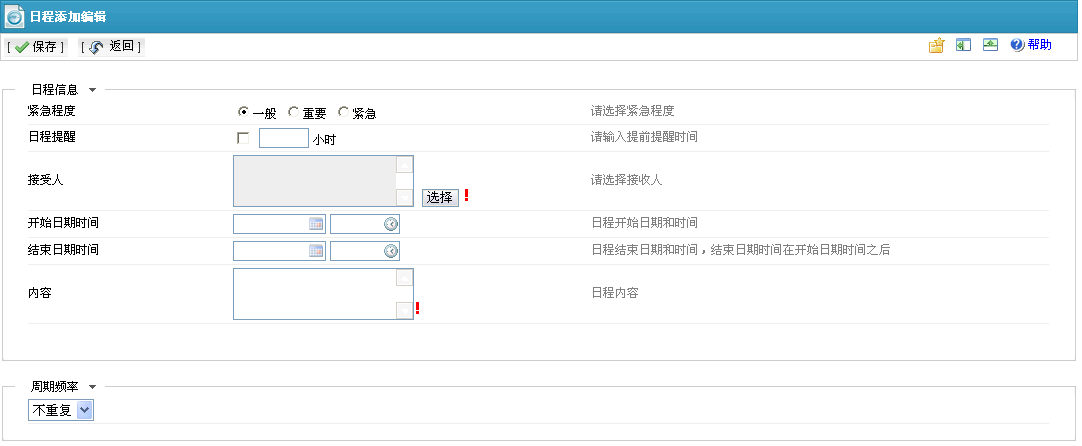 日程添加编辑
[ 保存 ] [ 返回 ] 帮助
日程信息
紧急程度 一般 重要 紧急 请选择紧急程度
日程提醒 小时 请输入提前提醒时间
接受人 选择 ! 请选择接收人
开始日期时间 日程开始日期和时间
结束日期时间 日程结束日期和时间，结束日期时间在开始日期时间之后
内容 ! 日程内容
周期频率
不重复